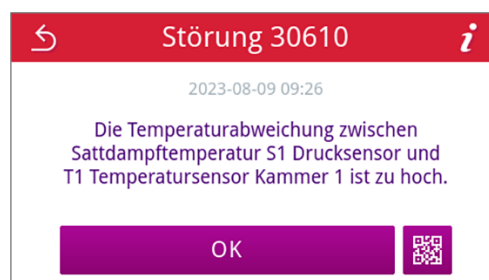 Störung 30610
2023-08-09 09:26
Die Temperaturabweichung zwischen
Sattdampftemperatur S1 Drucksensor und
T1 Temperatursensor Kammer 1 ist zu hoch.
OK